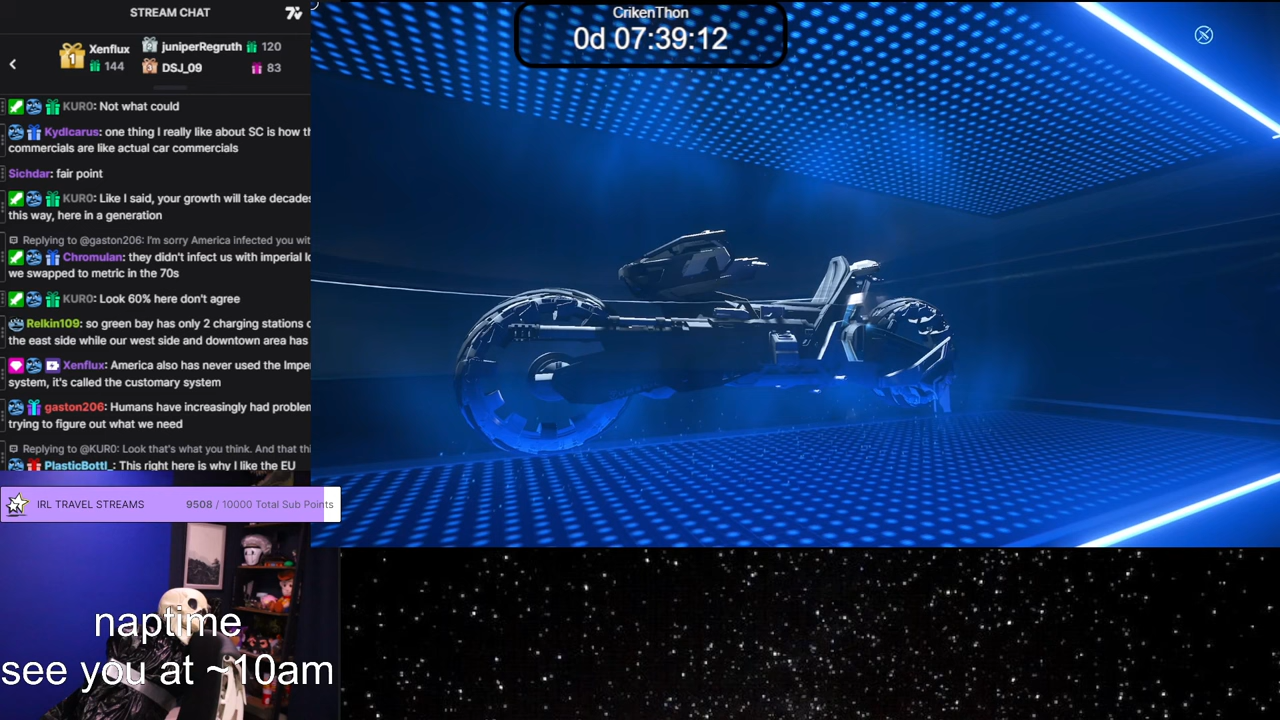 STREAM CHAT
Xenflux
144
juniperRegruth 120
DSJ_09 83
KUR0: Not what could
KydIcarus: one thing I really like about SC is how th
commercials are like actual car commercials
Sichdar: fair point
KUR0: Like I said, your growth will take decades
this way, here in a generation
Replying to @gaston206: I'm sorry America infected you wit
Chromulan: they didn't infect us with imperial lo
we swapped to metric in the 70s
KUR0: Look 60% here don't agree
Relkin109: so green bay has only 2 charging stations o
the east side while our west side and downtown area has
Xenflux: America also has never used the Impe
system, it's called the customary system
gaston206: Humans have increasingly had problem
trying to figure out what we need
Replying to @KUR0: Look that's what you think. And that thi
PlasticBottl_: This right here is why I like the EU
IRL TRAVEL STREAMS 9508 / 10000 Total Sub Points
naptime
see you at ~10am
CrikenThon
0d 07:39:12